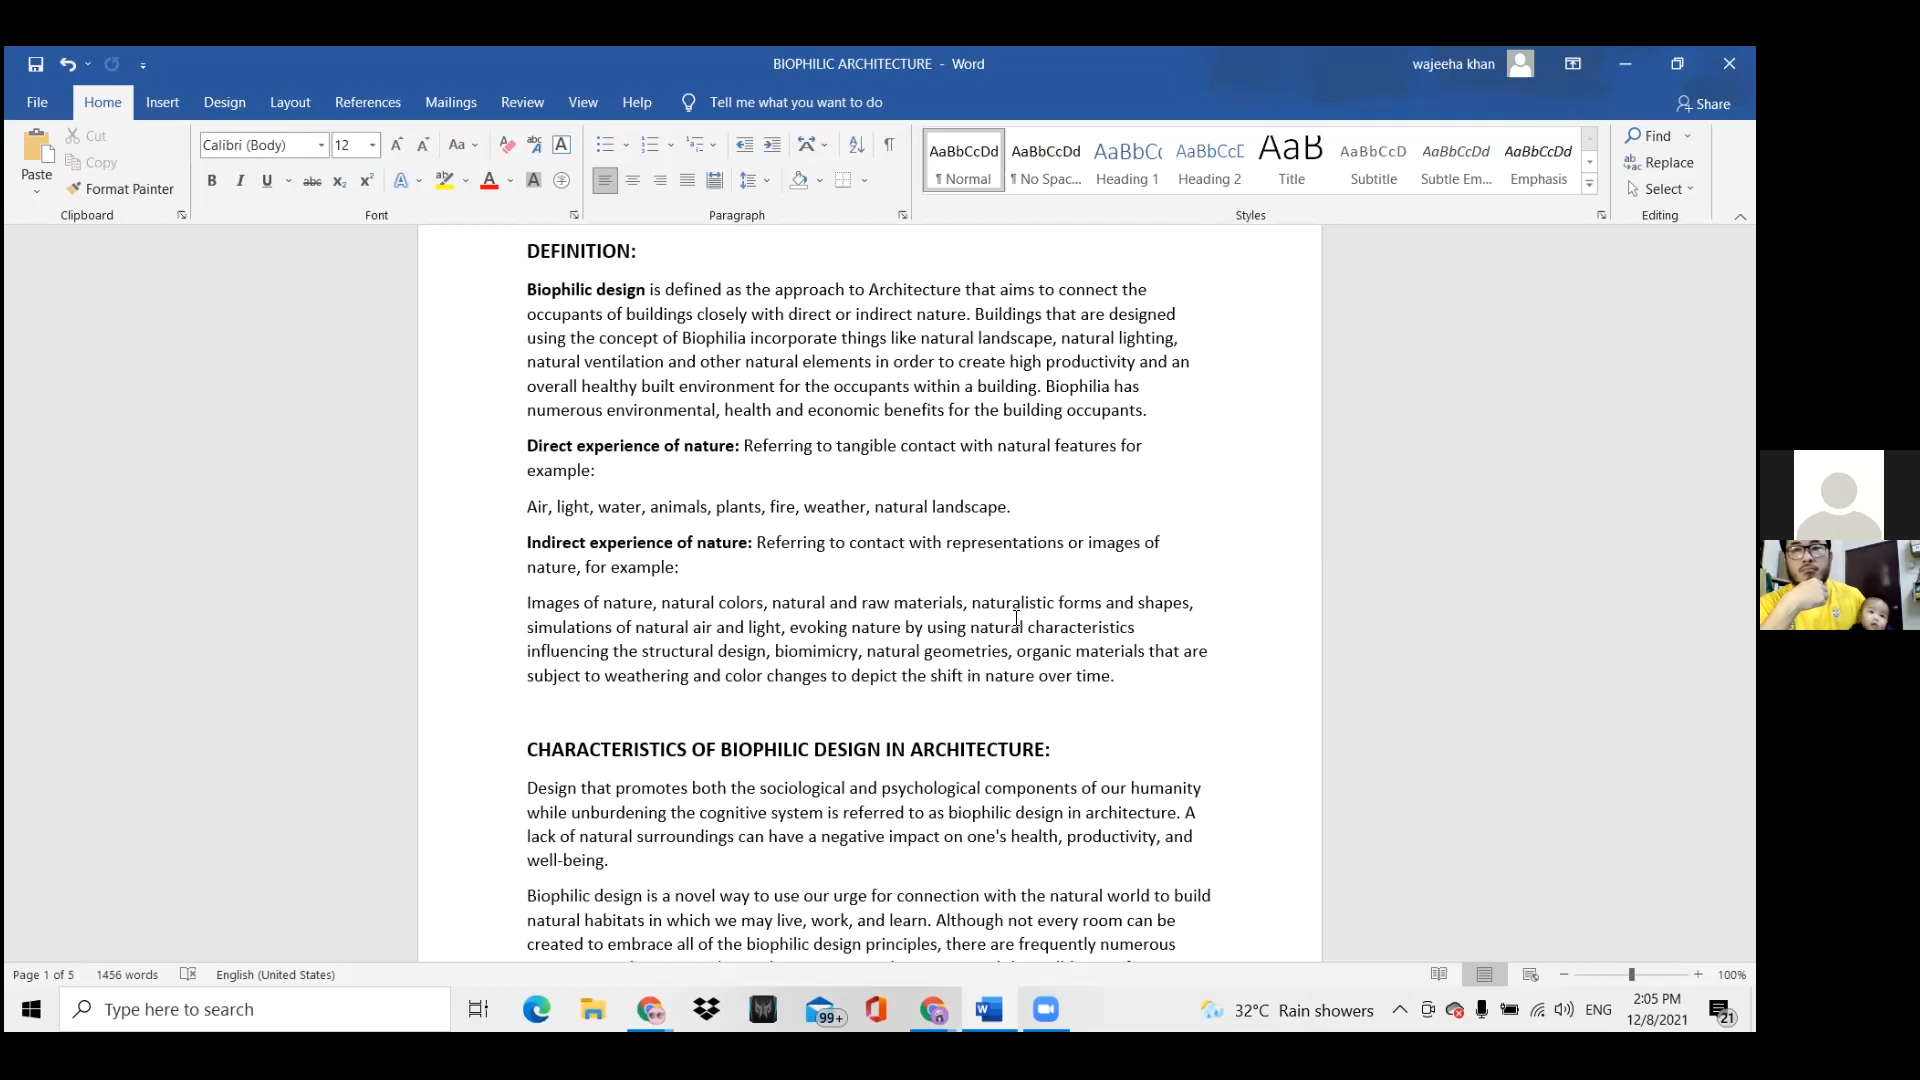 BIOPHILIC ARCHITECTURE - Word
wajeeha khan
File Home Insert Design Layout References Mailings Review View Help Tell me what you want to do
Share
Paste
Cut
Copy
Format Painter
Clipboard
Calibri (Body) 12
Font
Paragraph
AaBbCcDd AaBbCcDd AaBbCc AaBbCcE AaB AaBbCcD AaBbCcDd AaBbCcDd
¶ Normal ¶ No Spac... Heading 1 Heading 2 Title Subtitle Subtle Em... Emphasis
Styles
Find
Replace
Select
Editing
DEFINITION:
Biophilic design is defined as the approach to Architecture that aims to connect the
occupants of buildings closely with direct or indirect nature. Buildings that are designed
using the concept of Biophilia incorporate things like natural landscape, natural lighting,
natural ventilation and other natural elements in order to create high productivity and an
overall healthy built environment for the occupants within a building. Biophilia has
numerous environmental, health and economic benefits for the building occupants.
Direct experience of nature: Referring to tangible contact with natural features for
example:
Air, light, water, animals, plants, fire, weather, natural landscape.
Indirect experience of nature: Referring to contact with representations or images of
nature, for example:
Images of nature, natural colors, natural and raw materials, naturalistic forms and shapes,
simulations of natural air and light, evoking nature by using natural characteristics
influencing the structural design, biomimicry, natural geometries, organic materials that are
subject to weathering and color changes to depict the shift in nature over time.
CHARACTERISTICS OF BIOPHILIC DESIGN IN ARCHITECTURE:
Design that promotes both the sociological and psychological components of our humanity
while unburdening the cognitive system is referred to as biophilic design in architecture. A
lack of natural surroundings can have a negative impact on one's health, productivity, and
well-being.
Biophilic design is a novel way to use our urge for connection with the natural world to build
natural habitats in which we may live, work, and learn. Although not every room can be
created to embrace all of the biophilic design principles, there are frequently numerous
Page 1 of 5 1456 words English (United States)
100%
Type here to search
99+
32°C Rain showers
ENG
2:05 PM
12/8/2021
21